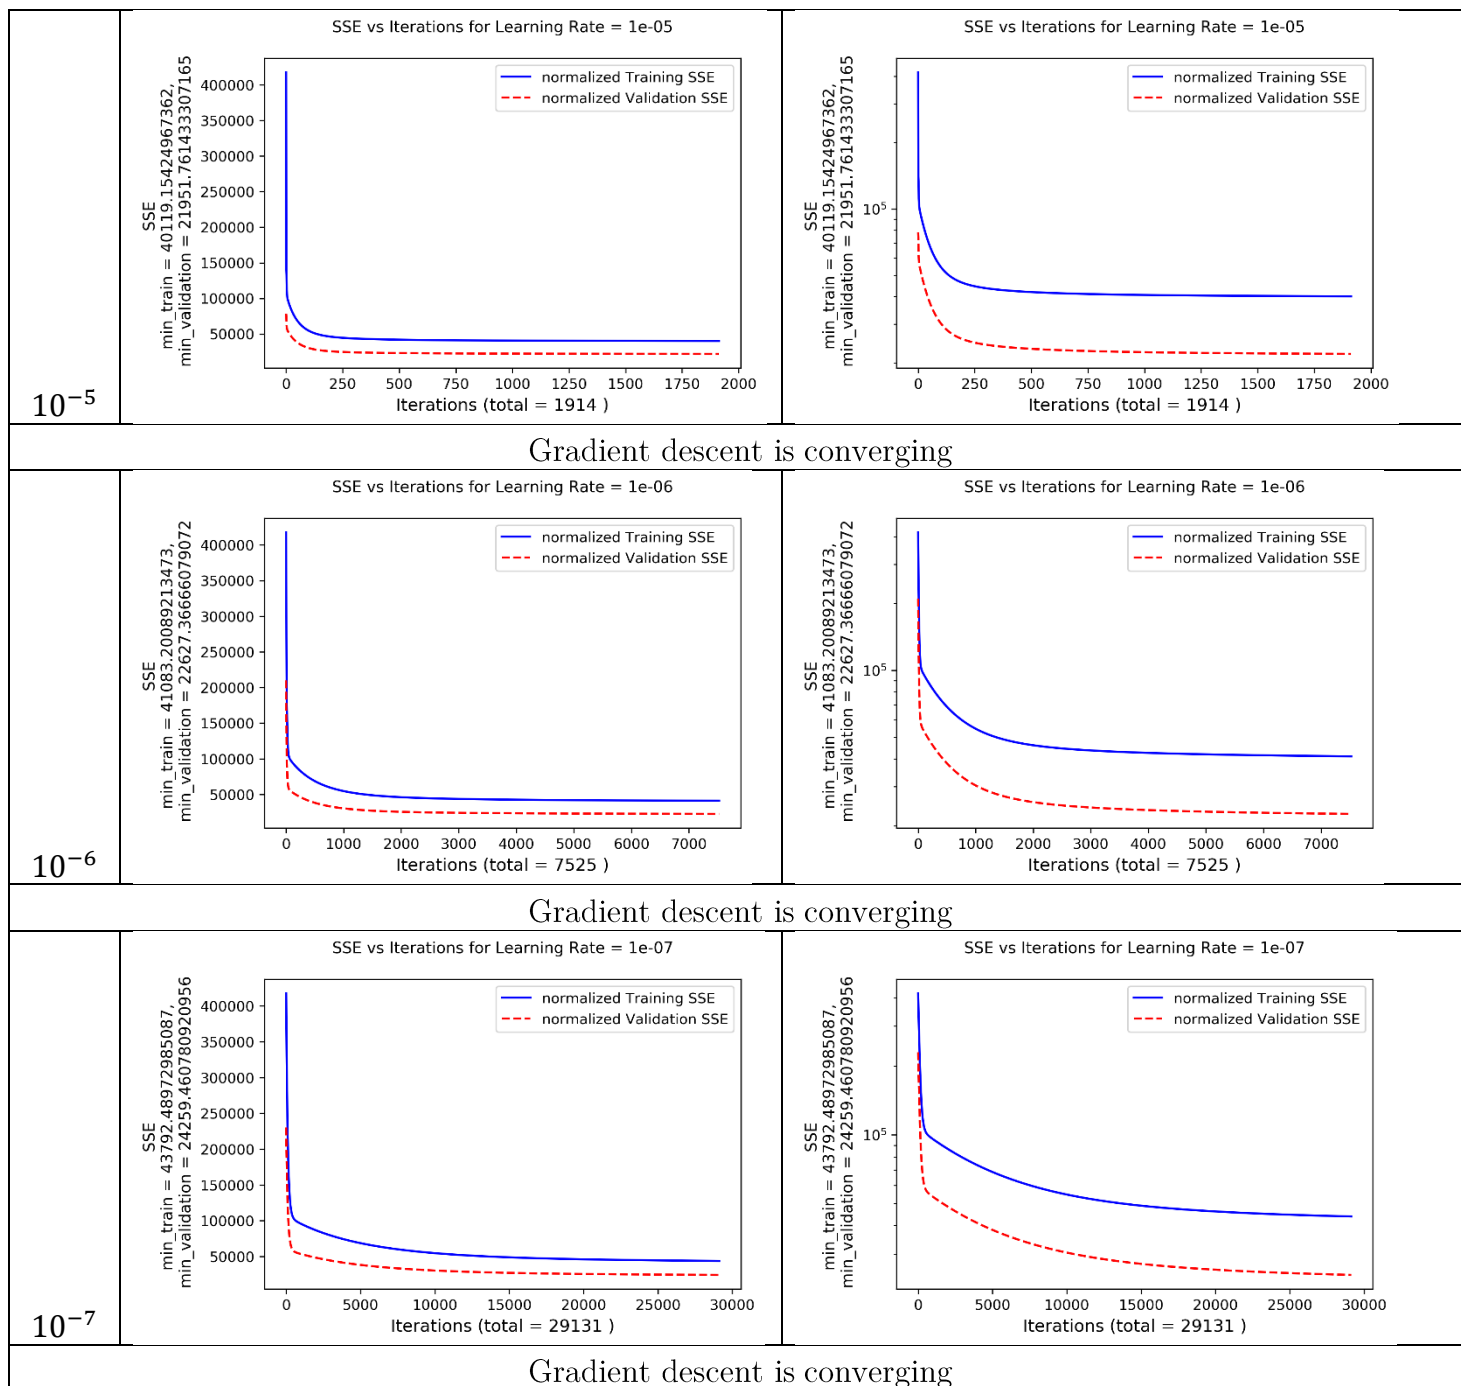 SSE vs Iterations for Learning Rate = 1e-05
SSE
min_train = 40119.15424967362,
min_validation = 21951.761433307165
400000
350000
300000
250000
200000
150000
100000
50000
normalized Training SSE
normalized Validation SSE
0 250 500 750 1000 1250 1500 1750 2000
Iterations (total = 1914 )
SSE vs Iterations for Learning Rate = 1e-05
SSE
min_train = 40119.15424967362,
min_validation = 21951.761433307165
10⁵
normalized Training SSE
normalized Validation SSE
0 250 500 750 1000 1250 1500 1750 2000
Iterations (total = 1914 )
10⁻⁵
Gradient descent is converging
SSE vs Iterations for Learning Rate = 1e-06
SSE
min_train = 41083.20089213473,
min_validation = 22627.36666079072
400000
350000
300000
250000
200000
150000
100000
50000
normalized Training SSE
normalized Validation SSE
0 1000 2000 3000 4000 5000 6000 7000
Iterations (total = 7525 )
SSE vs Iterations for Learning Rate = 1e-06
SSE
min_train = 41083.20089213473,
min_validation = 22627.36666079072
10⁵
normalized Training SSE
normalized Validation SSE
0 1000 2000 3000 4000 5000 6000 7000
Iterations (total = 7525 )
10⁻⁶
Gradient descent is converging
SSE vs Iterations for Learning Rate = 1e-07
SSE
min_train = 43792.48972985087,
min_validation = 24259.460780920956
400000
350000
300000
250000
200000
150000
100000
50000
normalized Training SSE
normalized Validation SSE
0 5000 10000 15000 20000 25000 30000
Iterations (total = 29131 )
SSE vs Iterations for Learning Rate = 1e-07
SSE
min_train = 43792.48972985087,
min_validation = 24259.460780920956
10⁵
normalized Training SSE
normalized Validation SSE
0 5000 10000 15000 20000 25000 30000
Iterations (total = 29131 )
10⁻⁷
Gradient descent is converging